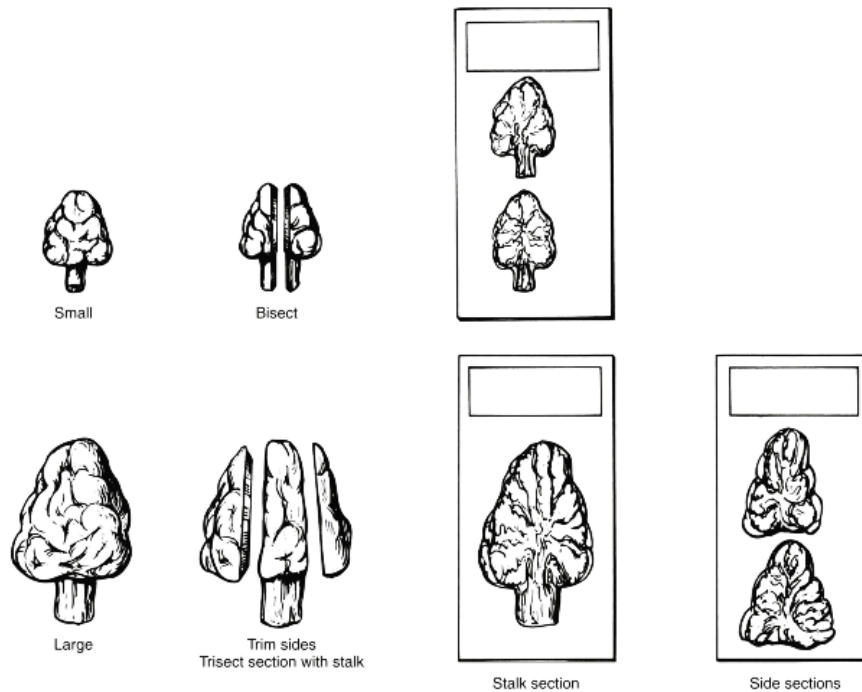 Small
Bisect
Large
Trim sides
Trisect section with stalk
Stalk section
Side sections